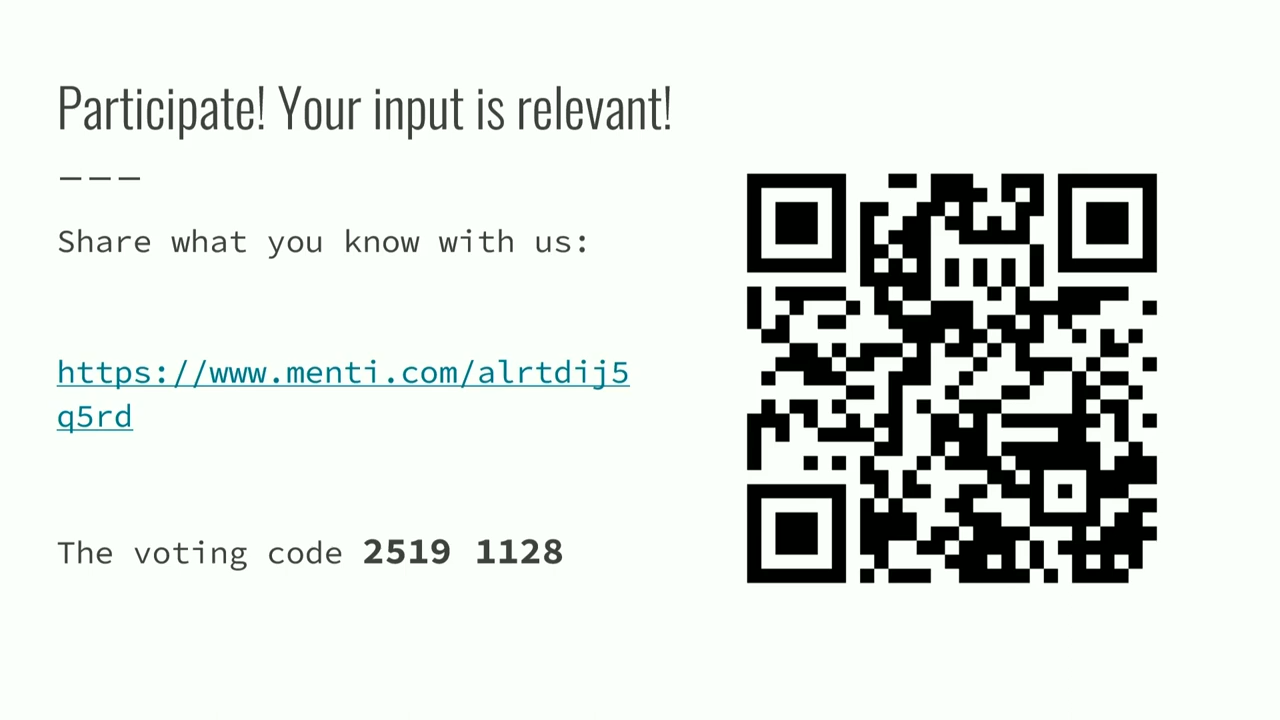 Participate! Your input is relevant!
Share what you know with us:
https://www.menti.com/alrtdij5
q5rd
The voting code 2519 1128